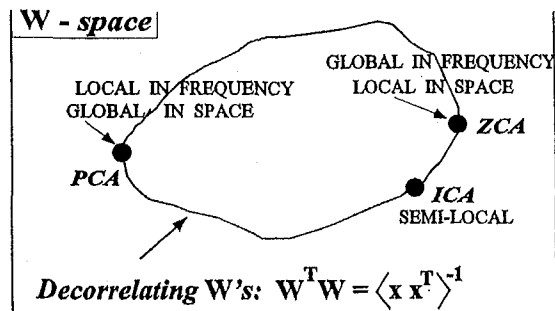 W - space
LOCAL IN FREQUENCY
GLOBAL IN SPACE
PCA
GLOBAL IN FREQUENCY
LOCAL IN SPACE
ZCA
ICA
SEMI-LOCAL
Decorrelating W's: WᵀW = ⟨x xᵀ⟩⁻¹